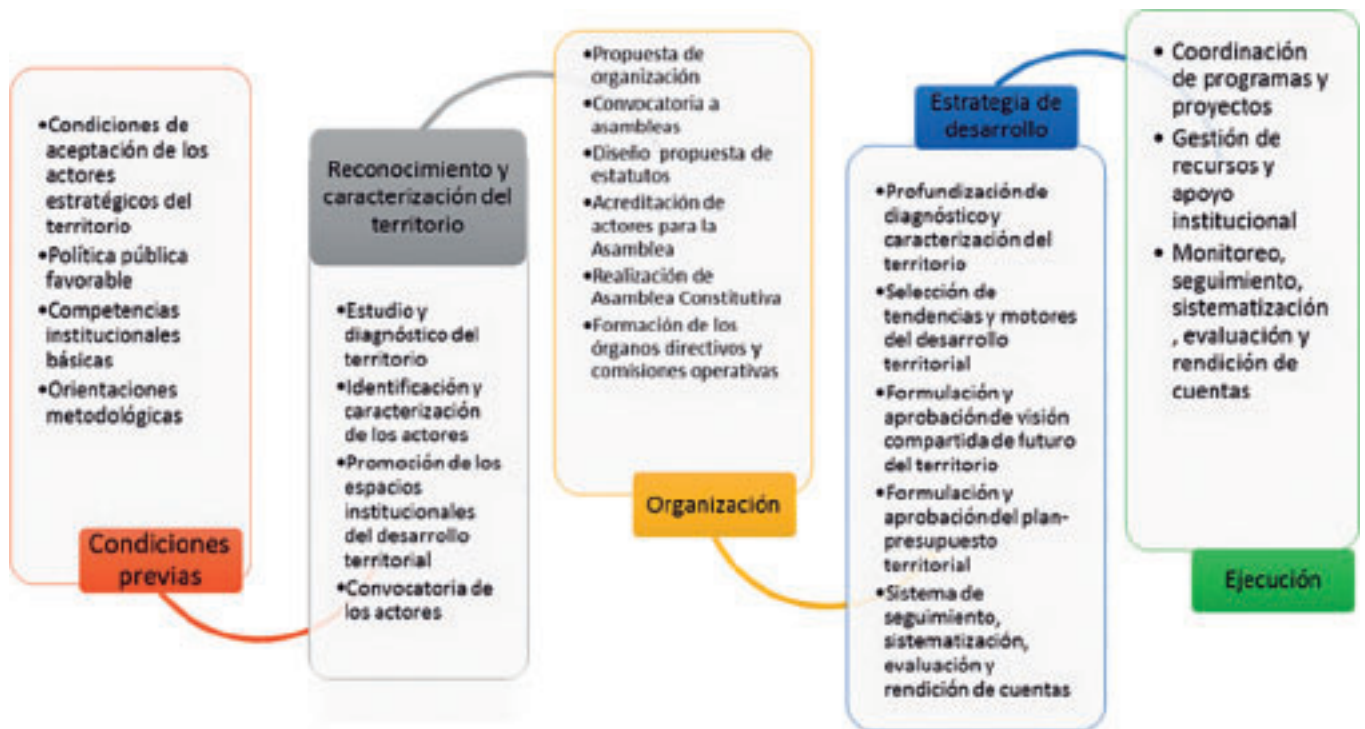 •Condiciones de
aceptación de los
actores
estratégicos del
territorio
•Política pública
favorable
•Competencias
institucionales
básicas
•Orientaciones
metodológicas
Condiciones
previas
Reconocimiento y
caracterización del
territorio
•Estudio y
diagnóstico del
territorio
•Identificación y
caracterización
de los actores
•Promoción de los
espacios
institucionales
del desarrollo
territorial
•Convocatoria de
los actores
•Propuesta de
organización
•Convocatoria a
asambleas
•Diseño propuesta de
estatutos
•Acreditación de
actores para la
Asamblea
•Realización de
Asamblea Constitutiva
•Formación de los
órganos directivos y
comisiones operativas
Organización
Estrategia de
desarrollo
•Profundización de
diagnóstico y
caracterización del
territorio
•Selección de
tendencias y motores
del desarrollo
territorial
•Formulación y
aprobación de visión
compartida de futuro
del territorio
•Formulación y
aprobación del plan-
presupuesto
territorial
•Sistema de
seguimiento,
sistematización,
evaluación y
rendición de cuentas
• Coordinación
de programas y
proyectos
• Gestión de
recursos y
apoyo
institucional
• Monitoreo,
seguimiento,
sistematización
, evaluación y
rendición de
cuentas
Ejecución